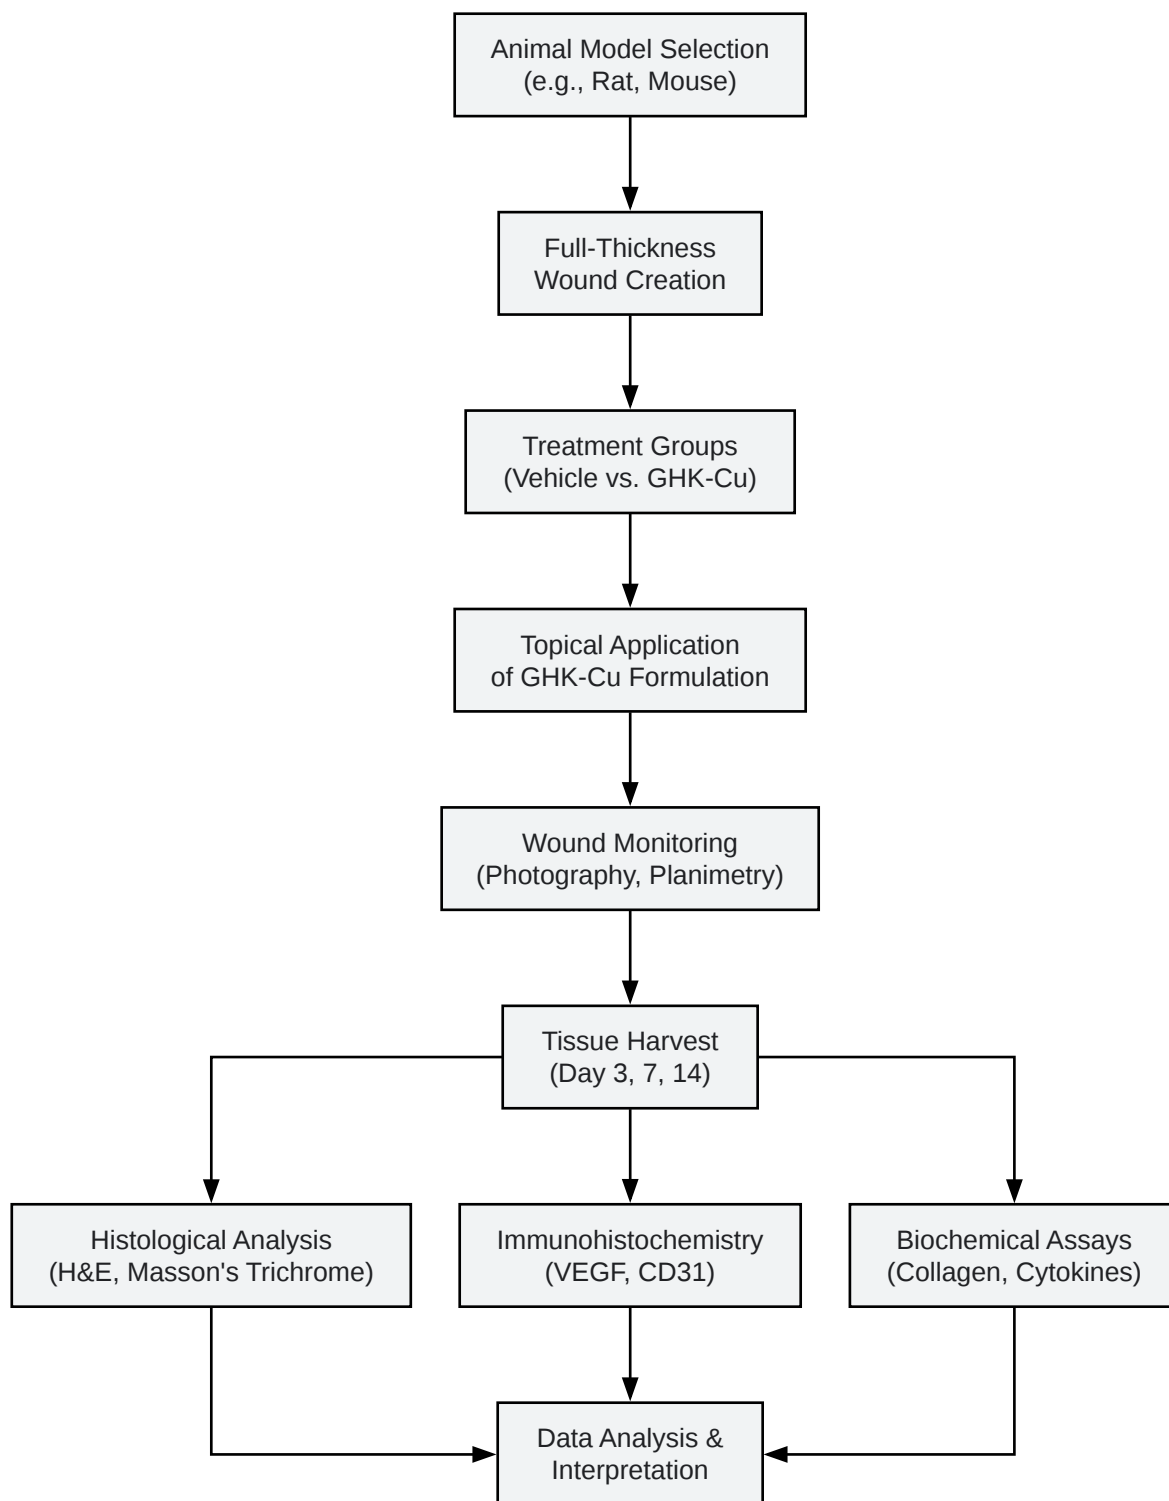 Animal Model Selection
(e.g., Rat, Mouse)
Full-Thickness
Wound Creation
Treatment Groups
(Vehicle vs. GHK-Cu)
Topical Application
of GHK-Cu Formulation
Wound Monitoring
(Photography, Planimetry)
Tissue Harvest
(Day 3, 7, 14)
Histological Analysis
(H&E, Masson's Trichrome)
Immunohistochemistry
(VEGF, CD31)
Biochemical Assays
(Collagen, Cytokines)
Data Analysis &
Interpretation